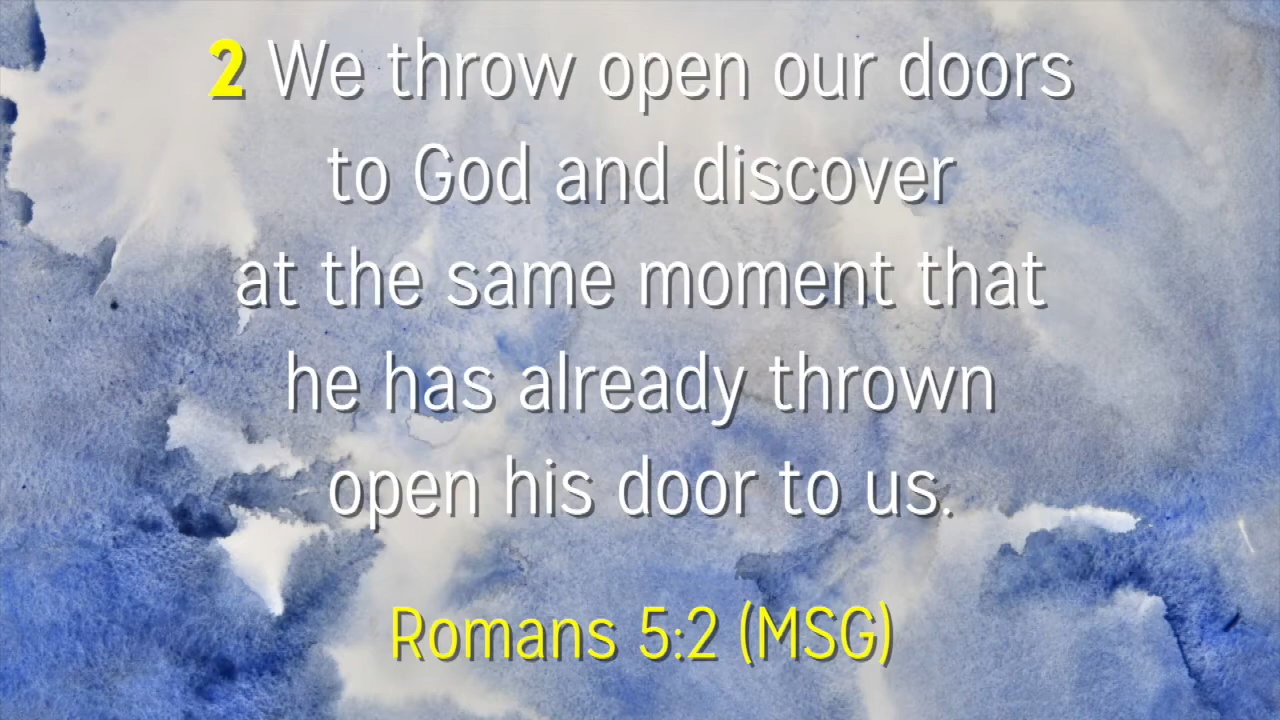 2 We throw open our doors
to God and discover
at the same moment that
he has already thrown
open his door to us.
Romans 5:2 (MSG)